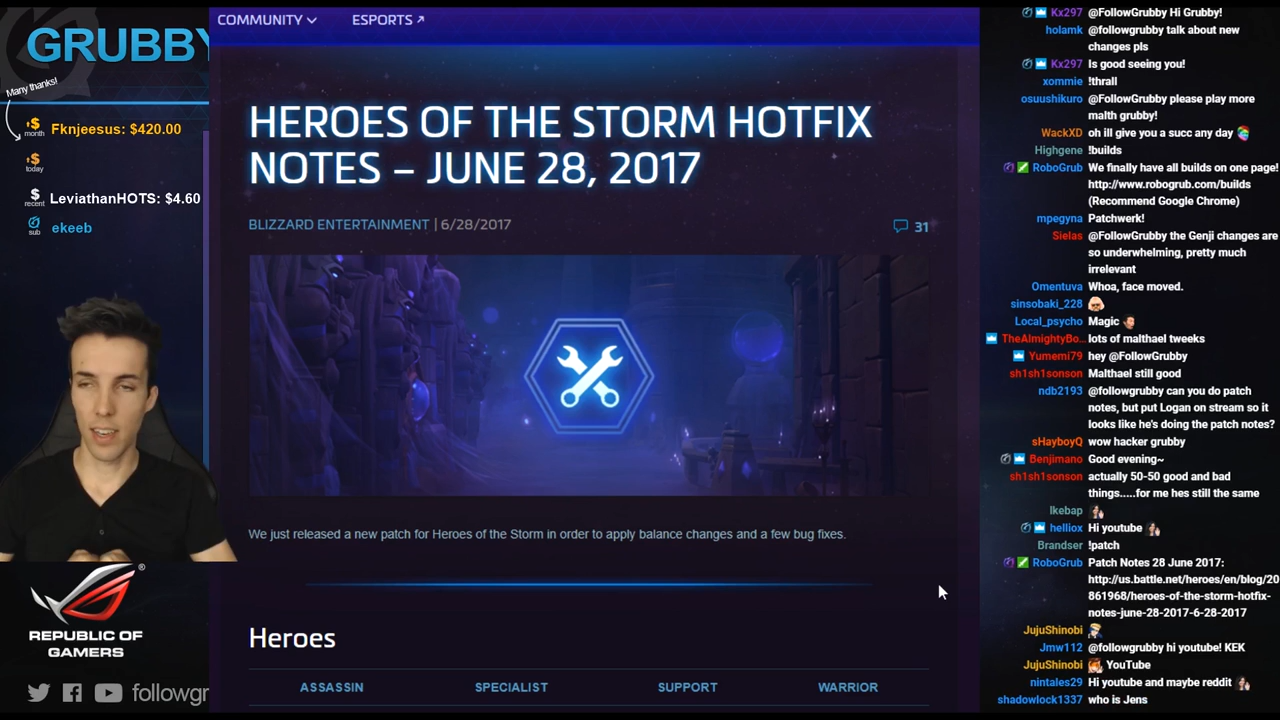 GRUBBY
Many thanks!
$ month Fknjeesus: $420.00
$ today
$ recent LeviathanHOTS: $4.60
sub ekeeb
REPUBLIC OF
GAMERS
®
followgr
COMMUNITY ESPORTS
HEROES OF THE STORM HOTFIX
NOTES – JUNE 28, 2017
BLIZZARD ENTERTAINMENT | 6/28/2017 31
We just released a new patch for Heroes of the Storm in order to apply balance changes and a few bug fixes.
Heroes
ASSASSIN SPECIALIST SUPPORT WARRIOR
Kx297 @FollowGrubby Hi Grubby!
holamk @followgrubby talk about new
changes pls
Kx297 Is good seeing you!
xommie !thrall
osuushikuro @FollowGrubby please play more
malth grubby!
WackXD oh ill give you a succ any day
Highgene !builds
RoboGrub We finally have all builds on one page!
http://www.robogrub.com/builds
(Recommend Google Chrome)
mpegyna Patchwerk!
Sielas @FollowGrubby the Genji changes are
so underwhelming, pretty much
irrelevant
Omentuva Whoa, face moved.
sinsobaki_228
Local_psycho Magic
TheAlmightyBo... lots of malthael tweeks
Yumemi79 hey @FollowGrubby
sh1sh1sonson Malthael still good
ndb2193 @followgrubby can you do patch
notes, but put Logan on stream so it
looks like he's doing the patch notes?
sHayboyQ wow hacker grubby
Benjimano Good evening~
sh1sh1sonson actually 50-50 good and bad
things.....for me hes still the same
Ikebap
helliox Hi youtube
Brandser !patch
RoboGrub Patch Notes 28 June 2017:
http://us.battle.net/heroes/en/blog/20
861968/heroes-of-the-storm-hotfix-
notes-june-28-2017-6-28-2017
JujuShinobi
Jmw112 @followgrubby hi youtube! KEK
JujuShinobi YouTube
nintales29 Hi youtube and maybe reddit
shadowlock1337 who is Jens